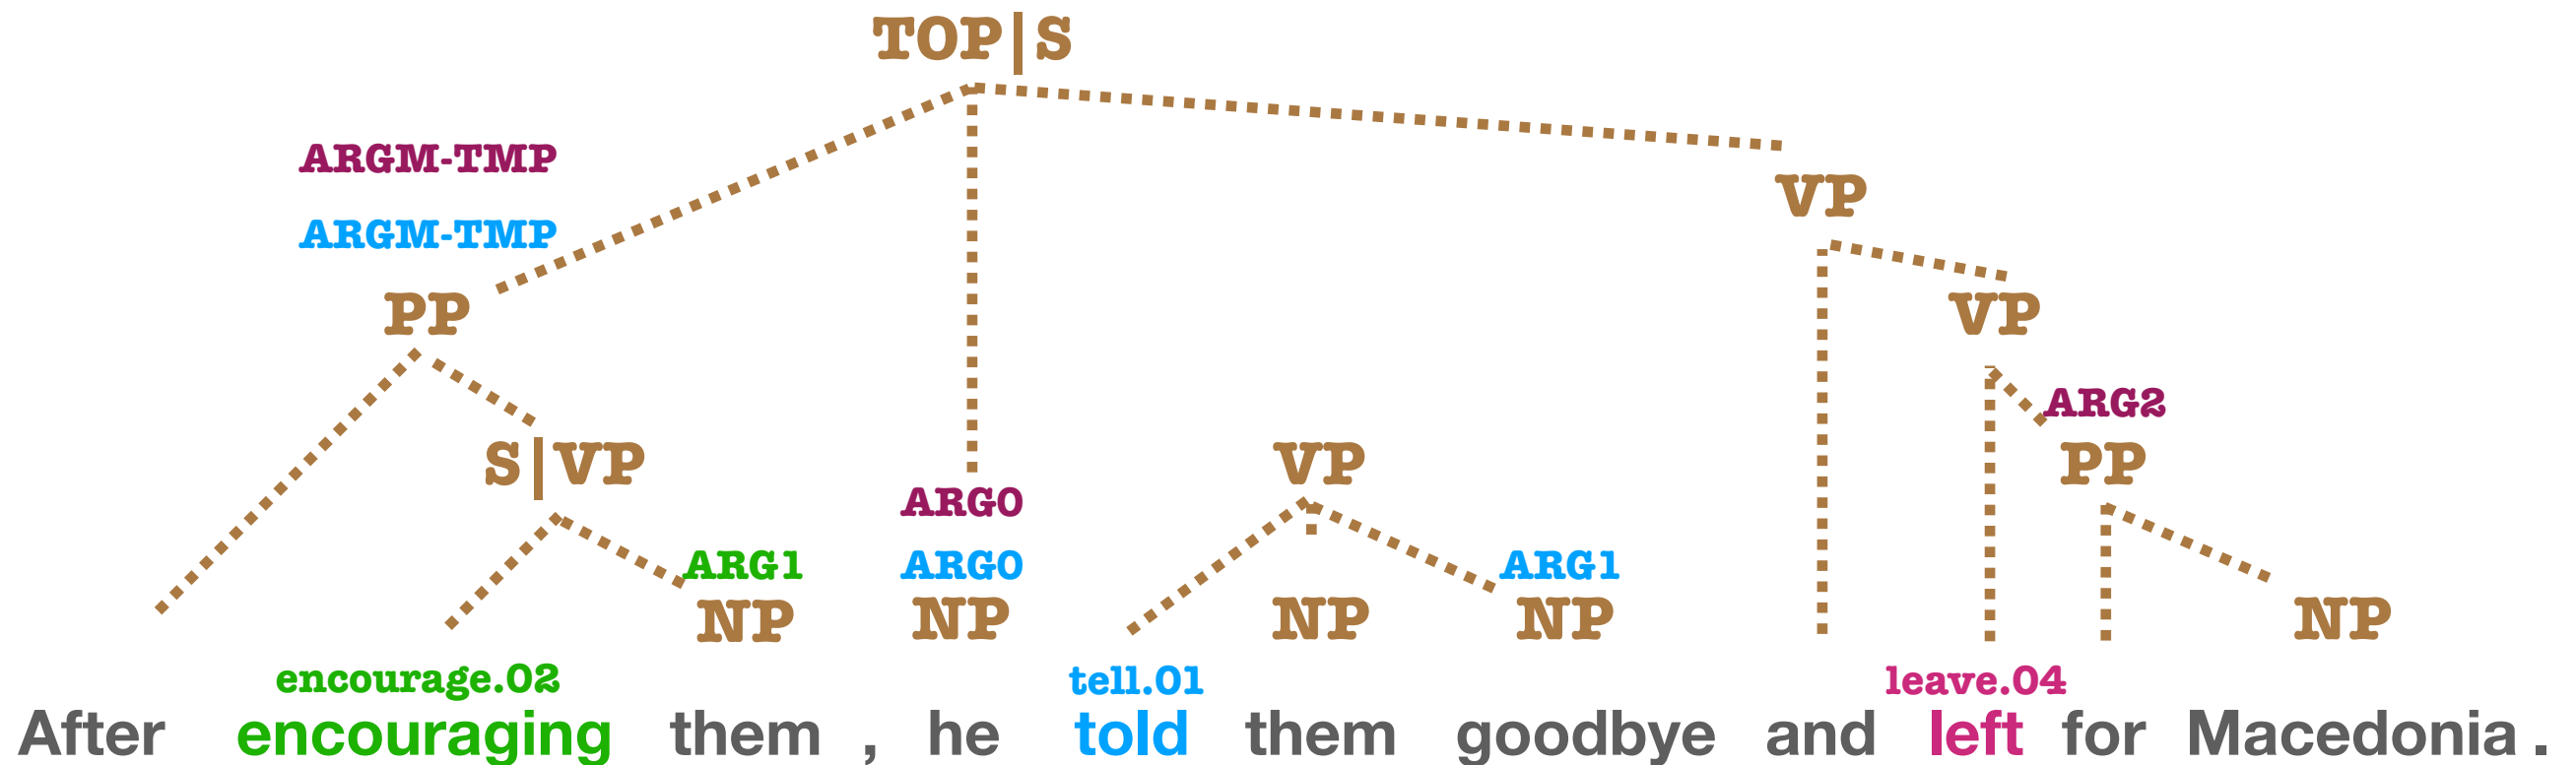 TOP|S
ARGM-TMP
VP
ARGM-TMP
PP VP
ARG2
S|VP VP PP
ARG0
ARG1 ARG0 ARG1
NP NP NP NP NP
encourage.02 tell.01 leave.04
After encouraging them , he told them goodbye and left for Macedonia .